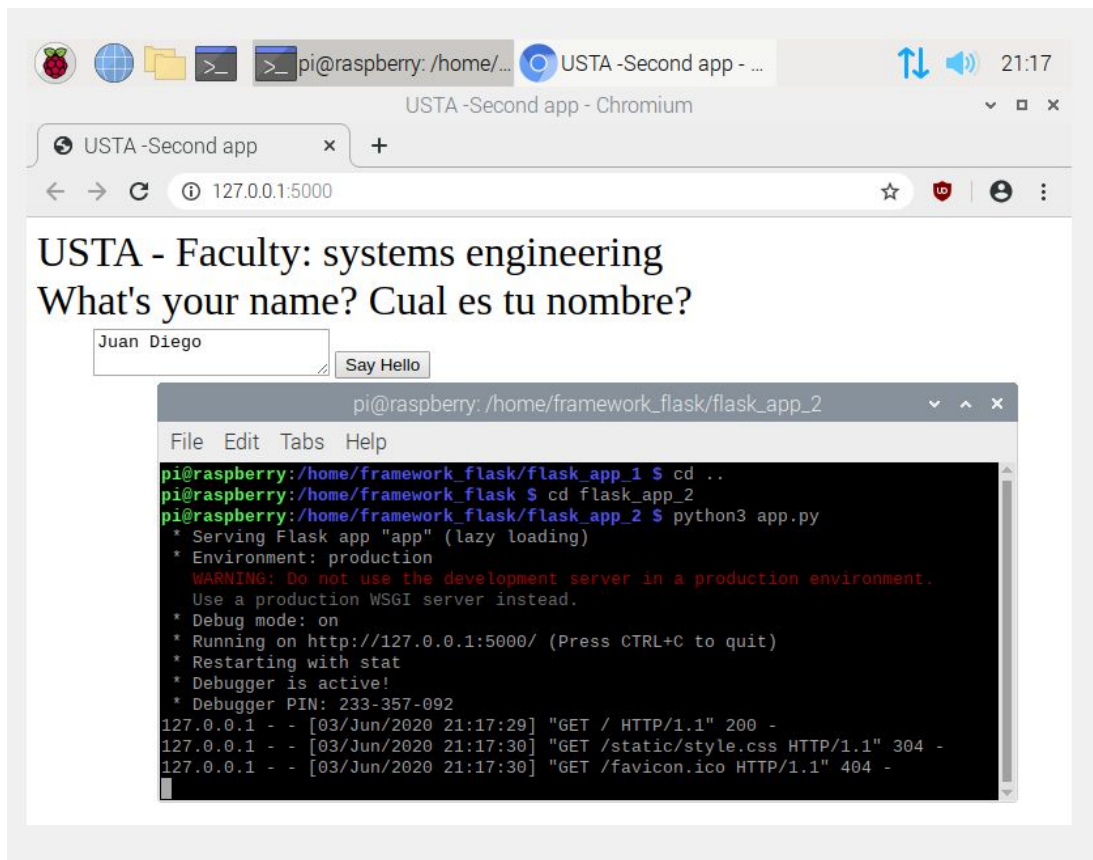 pi@raspberry: /home/... USTA -Second app - ... 21:17
USTA -Second app - Chromium
USTA -Second app
127.0.0.1:5000
USTA - Faculty: systems engineering
What's your name? Cual es tu nombre?
Juan Diego
Say Hello
pi@raspberry: /home/framework_flask/flask_app_2
File Edit Tabs Help
pi@raspberry:/home/framework_flask/flask_app_1 $ cd ..
pi@raspberry:/home/framework_flask $ cd flask_app_2
pi@raspberry:/home/framework_flask/flask_app_2 $ python3 app.py
* Serving Flask app "app" (lazy loading)
* Environment: production
WARNING: Do not use the development server in a production environment.
Use a production WSGI server instead.
* Debug mode: on
* Running on http://127.0.0.1:5000/ (Press CTRL+C to quit)
* Restarting with stat
* Debugger is active!
* Debugger PIN: 233-357-092
127.0.0.1 - - [03/Jun/2020 21:17:29] "GET / HTTP/1.1" 200 -
127.0.0.1 - - [03/Jun/2020 21:17:30] "GET /static/style.css HTTP/1.1" 304 -
127.0.0.1 - - [03/Jun/2020 21:17:30] "GET /favicon.ico HTTP/1.1" 404 -